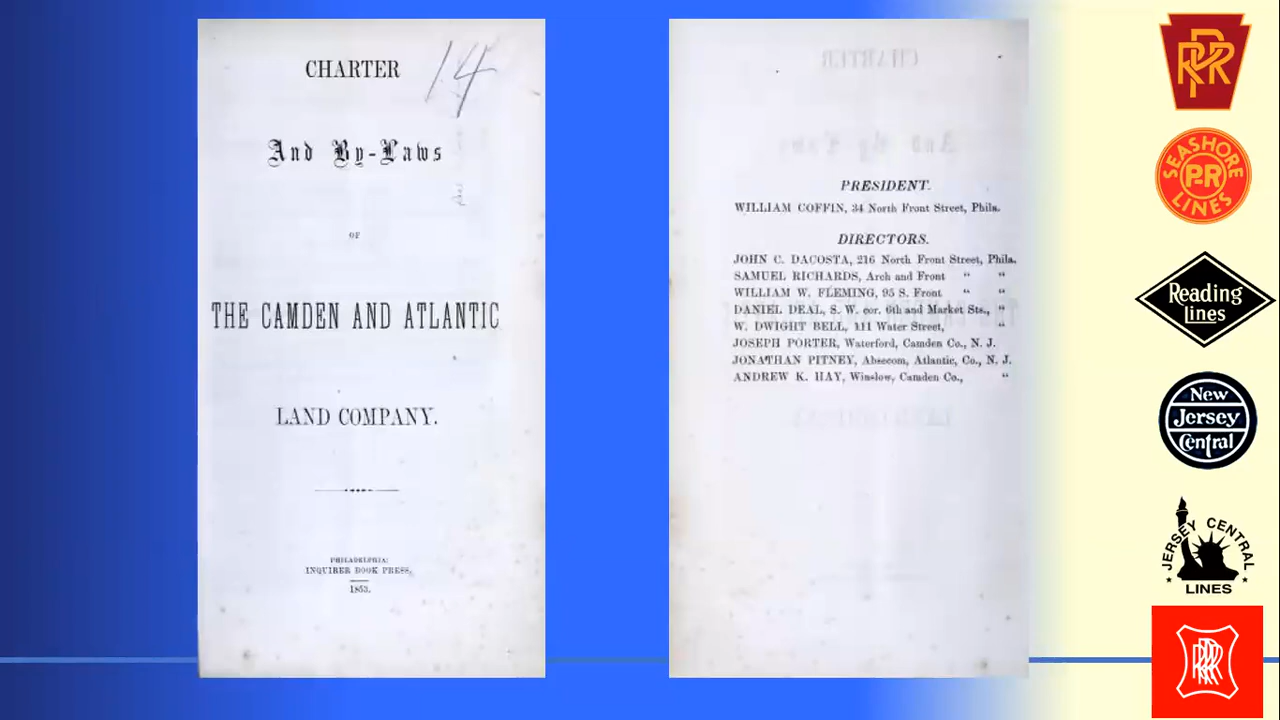 CHARTER
14
And By-Laws
OF
THE CAMDEN AND ATLANTIC
LAND COMPANY.
PHILADELPHIA:
INQUIRER BOOK PRESS.
1853.
PRESIDENT.
WILLIAM COFFIN, 34 North Front Street, Phila.
DIRECTORS.
JOHN C. DACOSTA, 216 North Front Street, Phila.
SAMUEL RICHARDS, Arch and Front “ “
WILLIAM W. FLEMING, 95 S. Front “ “
DANIEL DEAL, S. W. cor. 6th and Market Sts., “
W. DWIGHT BELL, 111 Water Street, “
JOSEPH PORTER, Waterford, Camden Co., N. J.
JONATHAN PITNEY, Absecom, Atlantic, Co., N. J.
ANDREW K. HAY, Winslow, Camden Co., “
PRR
SEASHORE
P-R
LINES
Reading
Lines
New
Jersey
Central
JERSEY CENTRAL
LINES
RRR